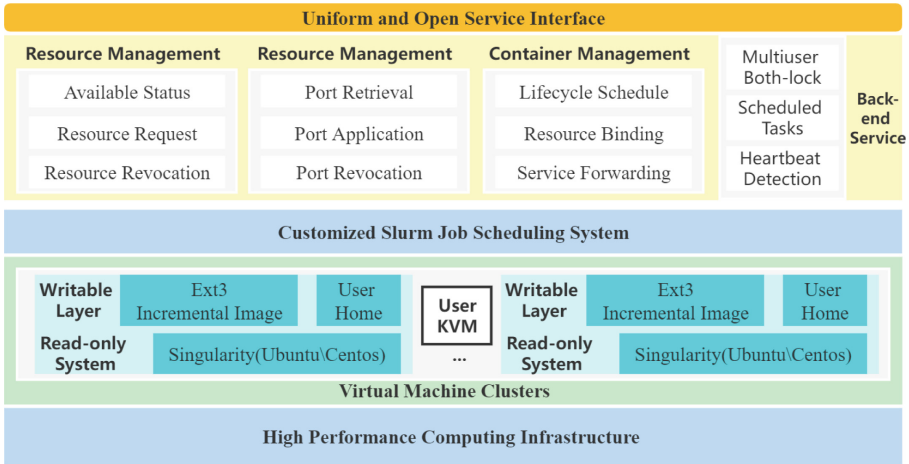 Uniform and Open Service Interface
Resource Management
Available Status
Resource Request
Resource Revocation
Resource Management
Port Retrieval
Port Application
Port Revocation
Container Management
Lifecycle Schedule
Resource Binding
Service Forwarding
Multiuser
Both-lock
Scheduled
Tasks
Heartbeat
Detection
Back-
end
Service
Customized Slurm Job Scheduling System
Writable
Layer
Ext3
Incremental Image
User
Home
Read-only
System
Singularity(Ubuntu\Centos)
User
KVM
...
Writable
Layer
Ext3
Incremental Image
User
Home
Read-only
System
Singularity(Ubuntu\Centos)
Virtual Machine Clusters
High Performance Computing Infrastructure